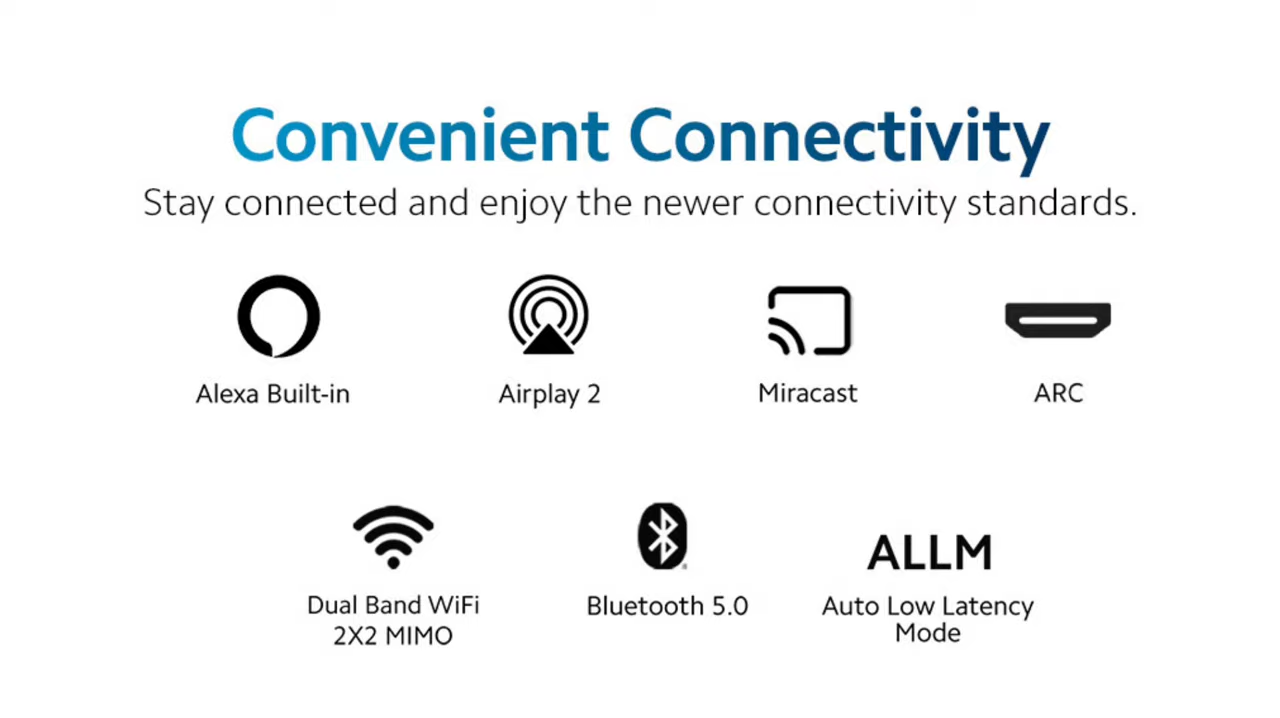 Convenient Connectivity
Stay connected and enjoy the newer connectivity standards.
Alexa Built-in
Airplay 2
Miracast
ARC
Dual Band WiFi
2X2 MIMO
Bluetooth 5.0
ALLM
Auto Low Latency
Mode